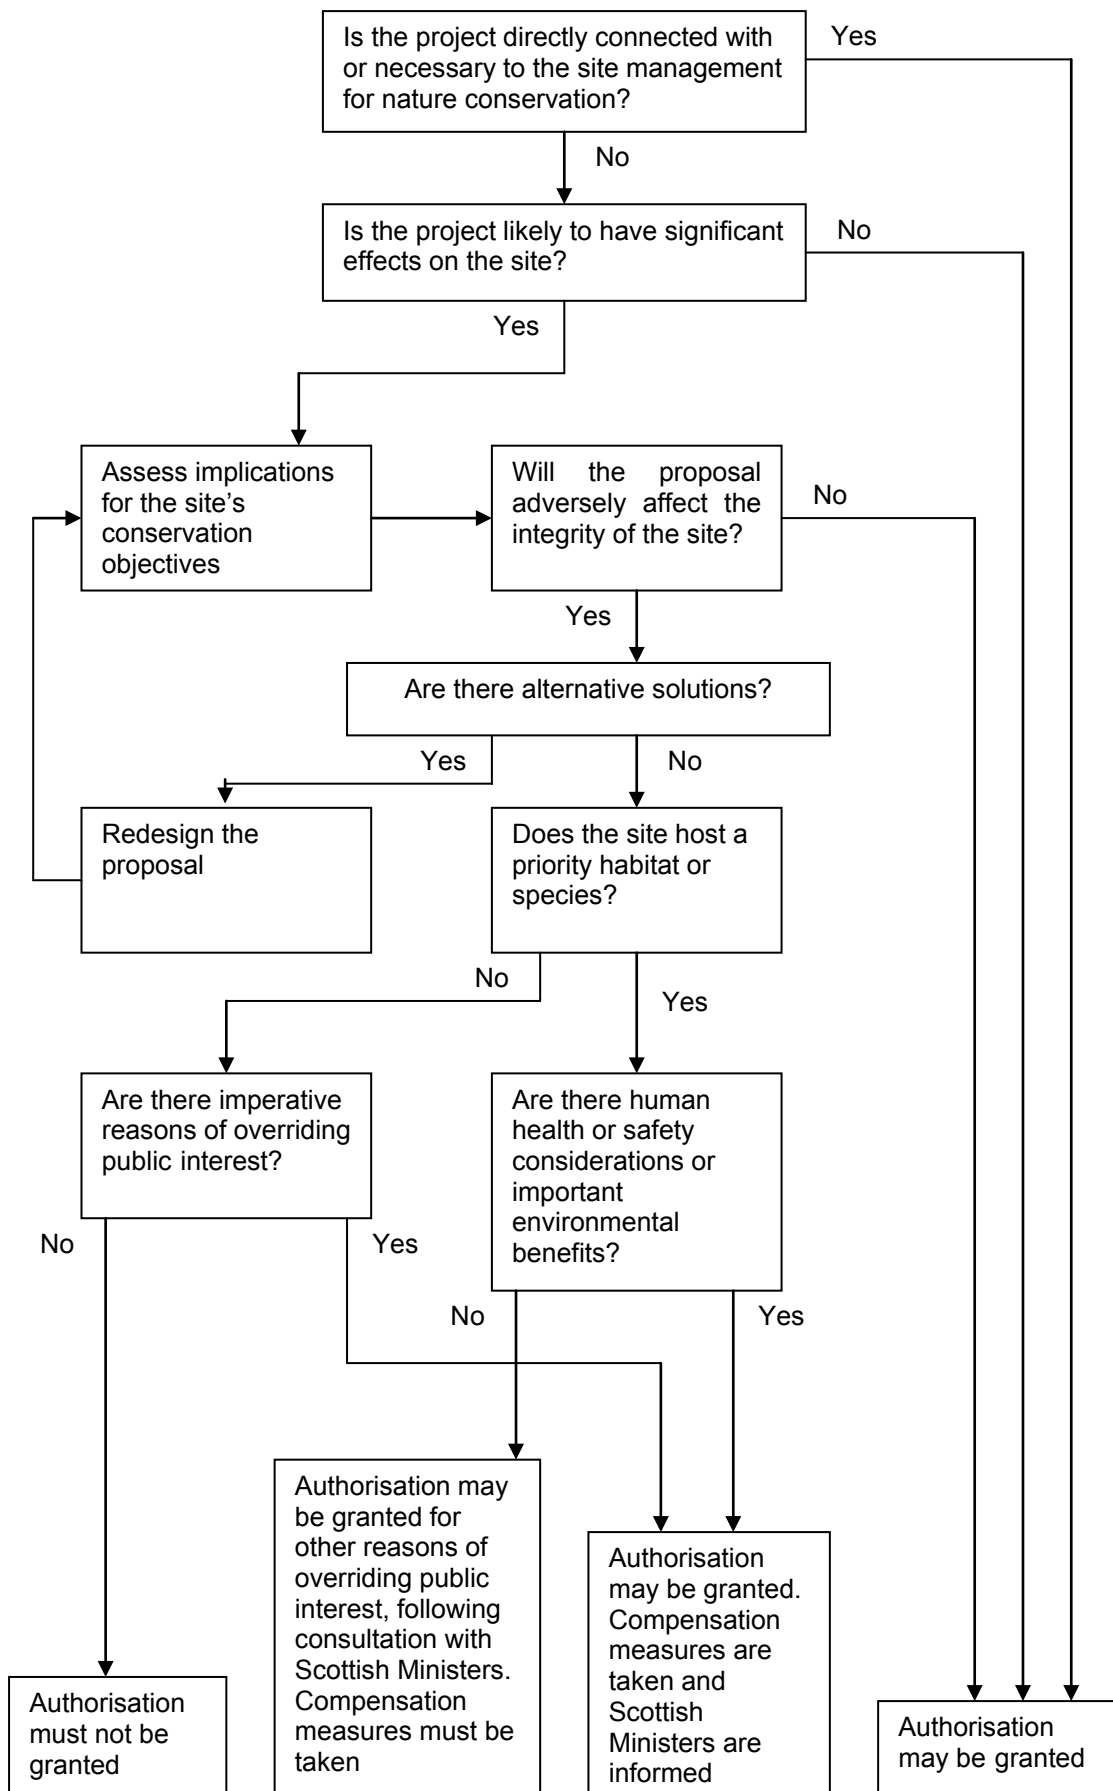 Is the project directly connected with
or necessary to the site management
for nature conservation?
Yes
No
Is the project likely to have significant
effects on the site?
No
Yes
Assess implications
for the site's
conservation
objectives
Will the proposal
adversely affect the
integrity of the site?
No
Yes
Are there alternative solutions?
Yes
No
Redesign the
proposal
Does the site host a
priority habitat or
species?
No
Yes
Are there imperative
reasons of overriding
public interest?
Are there human
health or safety
considerations or
important
environmental
benefits?
No
Yes
No
Yes
Authorisation may
be granted for
other reasons of
overriding public
interest, following
consultation with
Scottish Ministers.
Compensation
measures must be
taken
Authorisation
may be granted.
Compensation
measures are
taken and
Scottish
Ministers are
informed
Authorisation
must not be
granted
Authorisation
may be granted